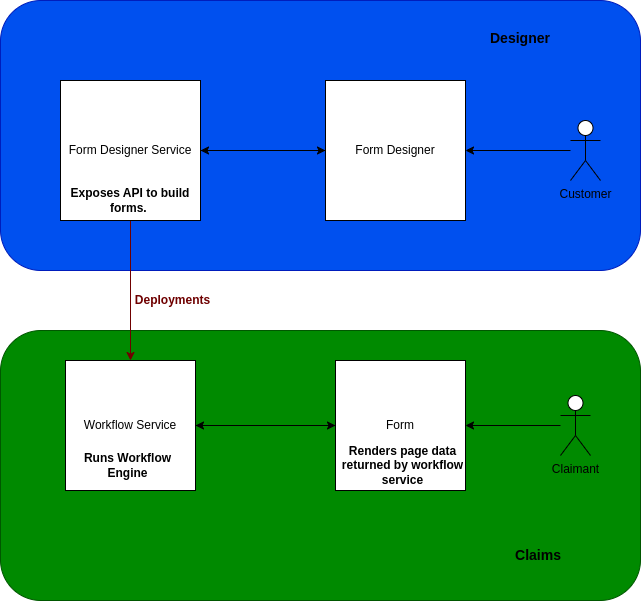 Designer
Form Designer Service
Exposes API to build
forms.
Form Designer
Customer
Deployments
Workflow Service
Runs Workflow
Engine
Form
Renders page data
returned by workflow
service
Claimant
Claims